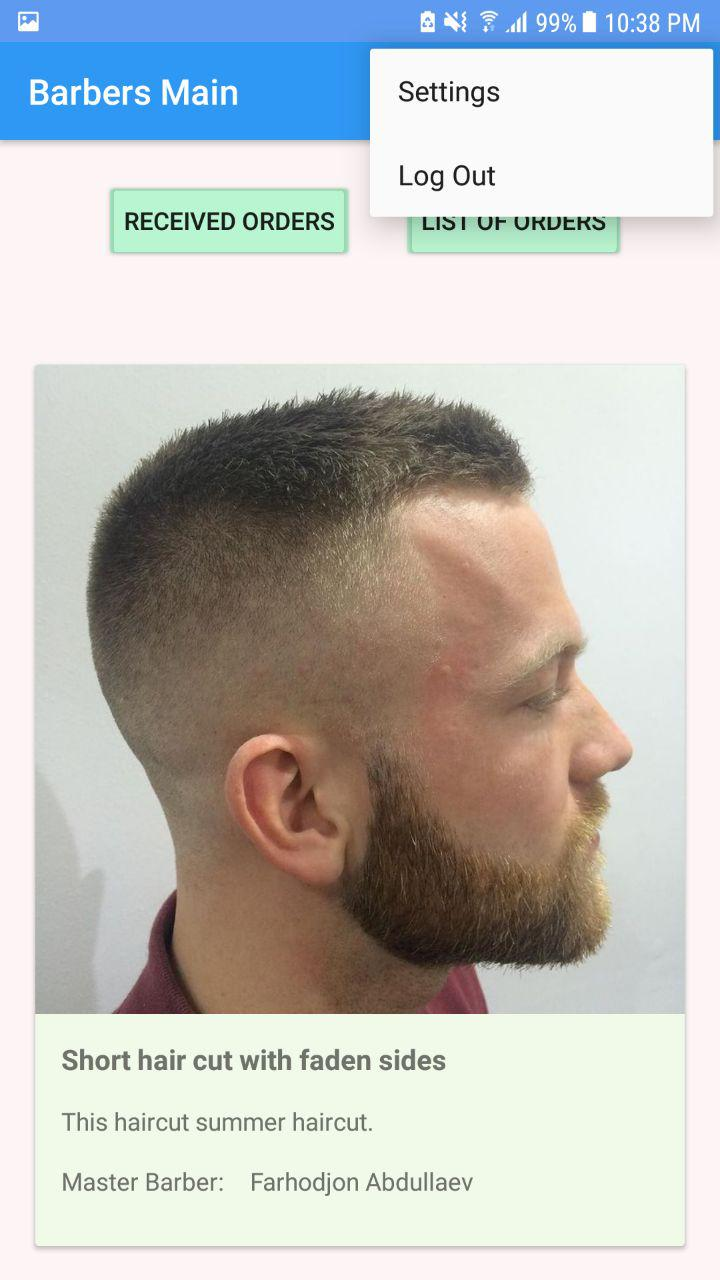 99% 10:38 PM
Barbers Main
Settings
Log Out
RECEIVED ORDERS
LIST OF ORDERS
Short hair cut with faden sides
This haircut summer haircut.
Master Barber: Farhodjon Abdullaev